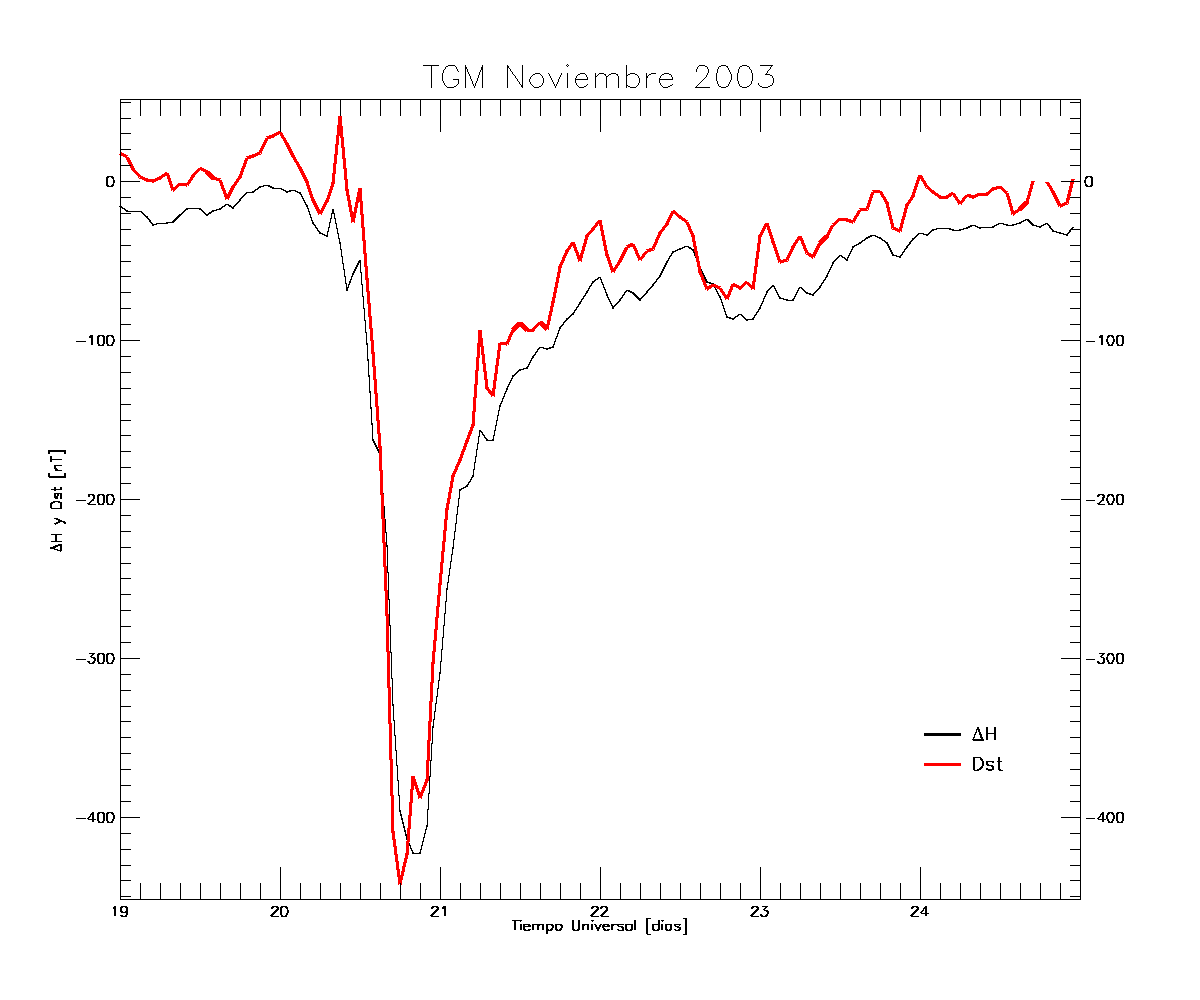 TGM Noviembre 2003
0
0
-100
-100
-200
-200
ΔH y Dst [nT]
-300
-300
ΔH
Dst
-400
-400
19 20 21 22 23 24
Tiempo Universal [dias]